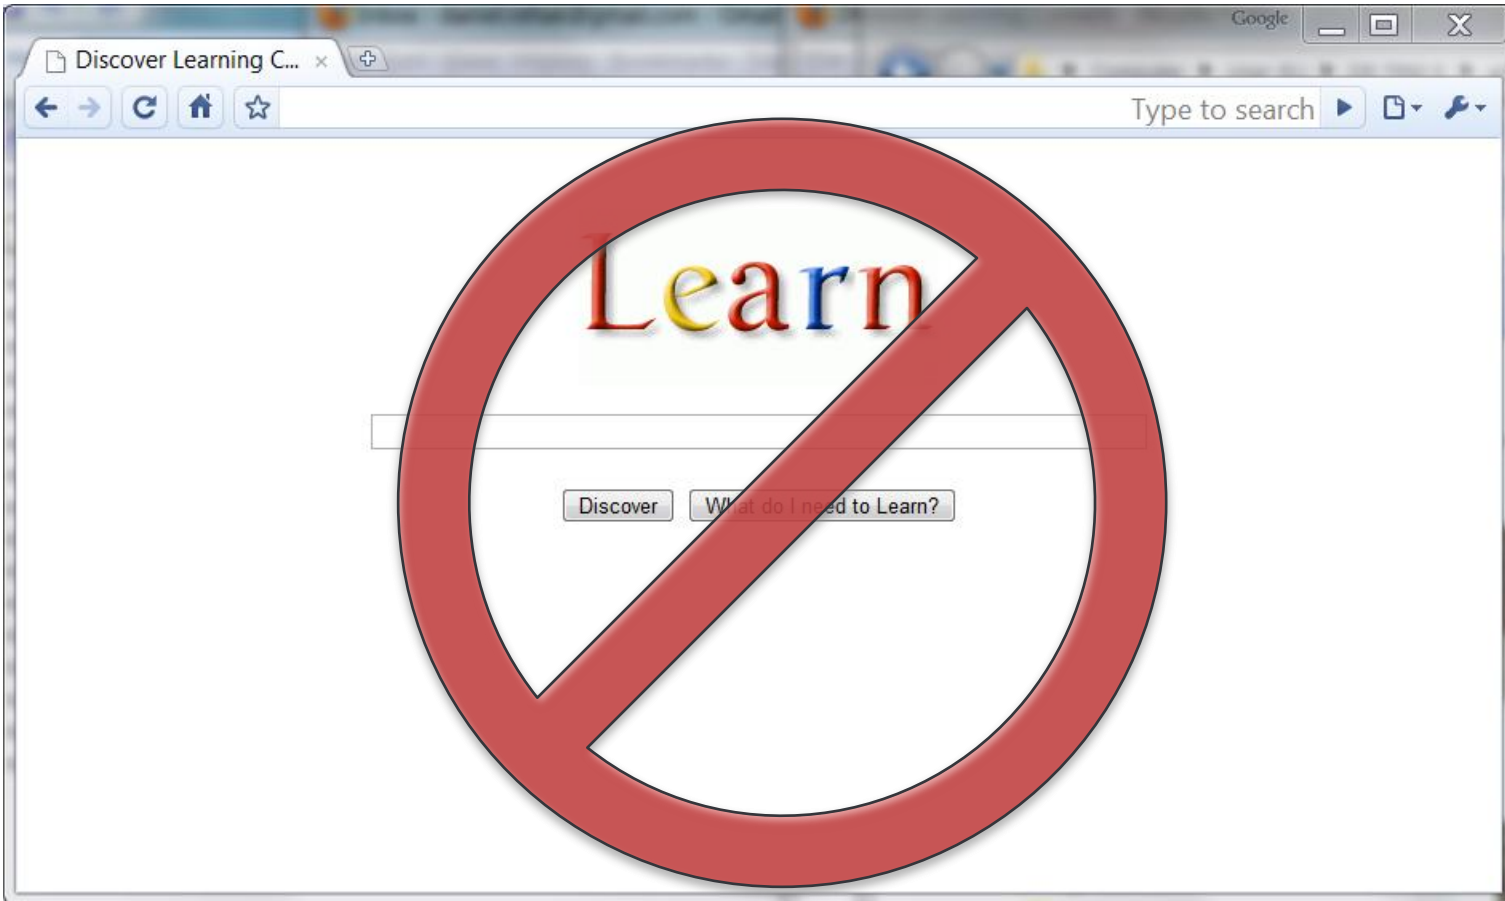 Google
Discover Learning C...
Type to search
Learn
Discover
What do I need to Learn?